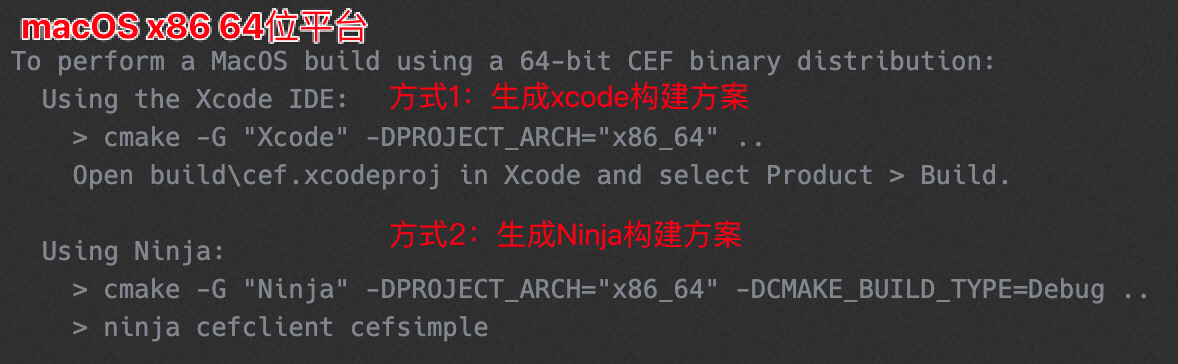 macOS x86 64位平台
To perform a MacOS build using a 64-bit CEF binary distribution:
Using the Xcode IDE: 方式1：生成xcode构建方案
> cmake -G "Xcode" -DPROJECT_ARCH="x86_64" ..
Open build\cef.xcodeproj in Xcode and select Product > Build.
方式2：生成Ninja构建方案
Using Ninja:
> cmake -G "Ninja" -DPROJECT_ARCH="x86_64" -DCMAKE_BUILD_TYPE=Debug ..
> ninja cefclient cefsimple